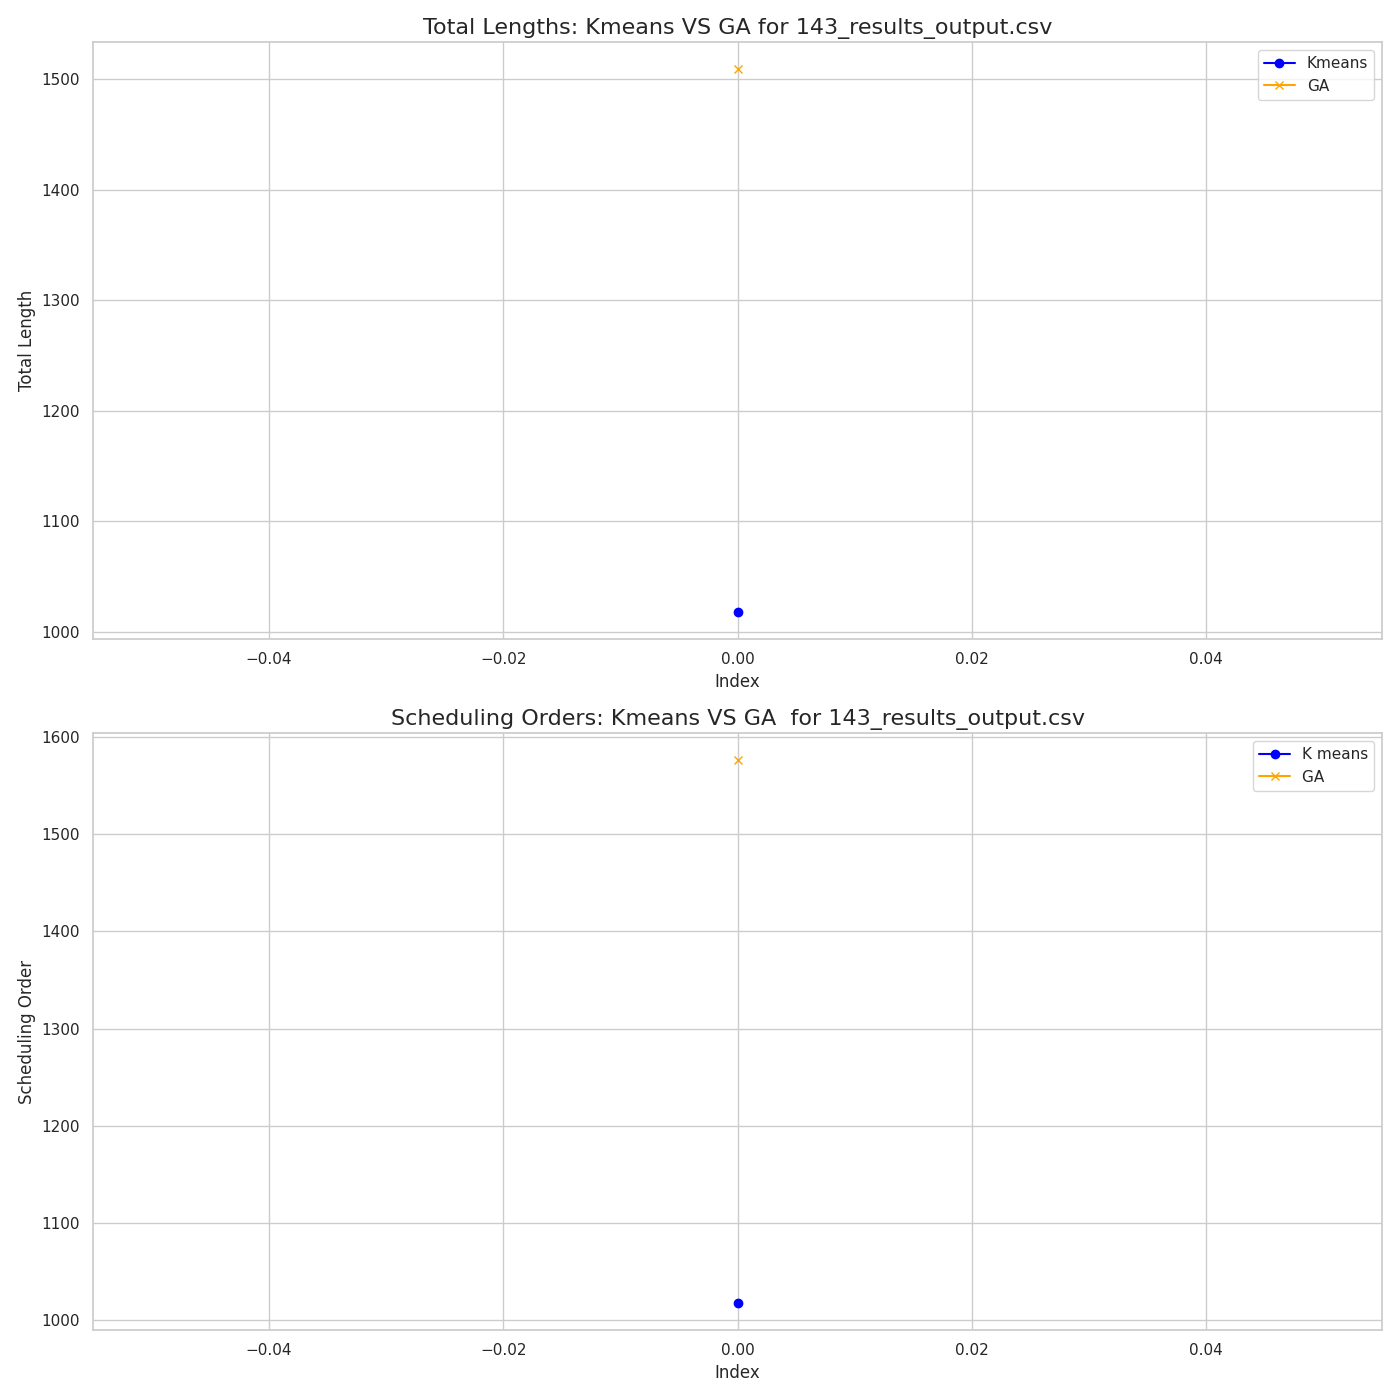 Total Lengths: Kmeans VS GA for 143_results_output.csv
1500
1400
1300
1200
1100
1000
Total Length
Kmeans
GA
−0.04 −0.02 0.00 0.02 0.04
Index
Scheduling Orders: Kmeans VS GA  for 143_results_output.csv
1600
1500
1400
1300
1200
1100
1000
Scheduling Order
K means
GA
−0.04 −0.02 0.00 0.02 0.04
Index